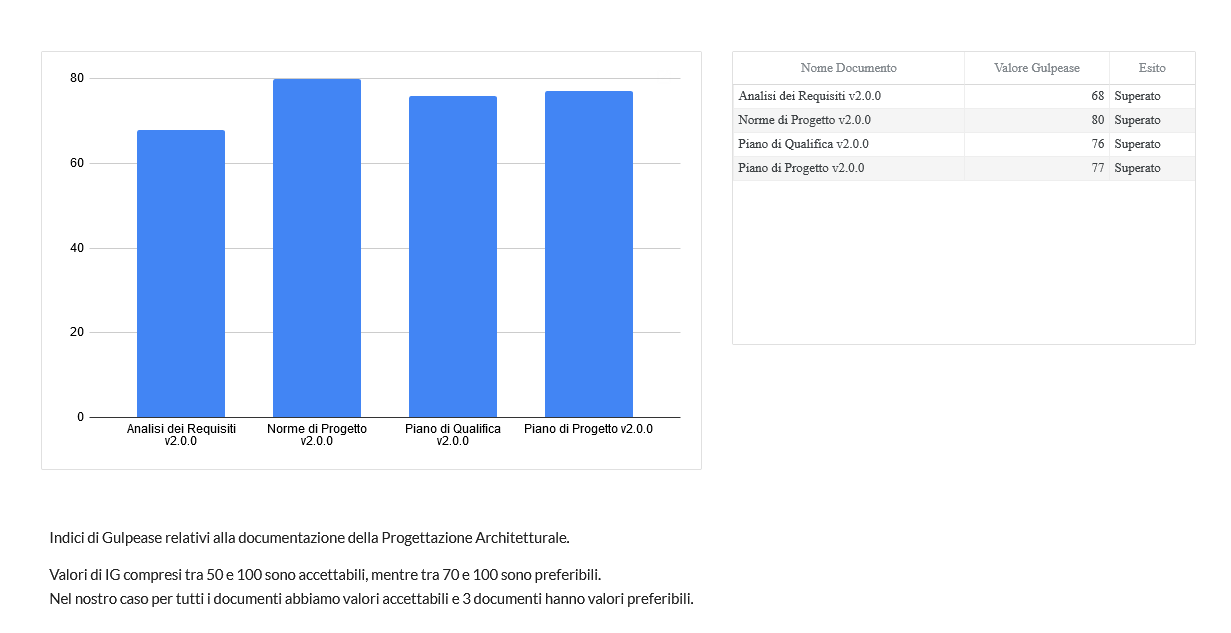 80
60
40
20
0
Analisi dei Requisiti
v2.0.0
Norme di Progetto
v2.0.0
Piano di Qualifica
v2.0.0
Piano di Progetto v2.0.0
Nome Documento Valore Gulpease Esito
Analisi dei Requisiti v2.0.0 68 Superato
Norme di Progetto v2.0.0 80 Superato
Piano di Qualifica v2.0.0 76 Superato
Piano di Progetto v2.0.0 77 Superato
Indici di Gulpease relativi alla documentazione della Progettazione Architetturale.
Valori di IG compresi tra 50 e 100 sono accettabili, mentre tra 70 e 100 sono preferibili.
Nel nostro caso per tutti i documenti abbiamo valori accettabili e 3 documenti hanno valori preferibili.